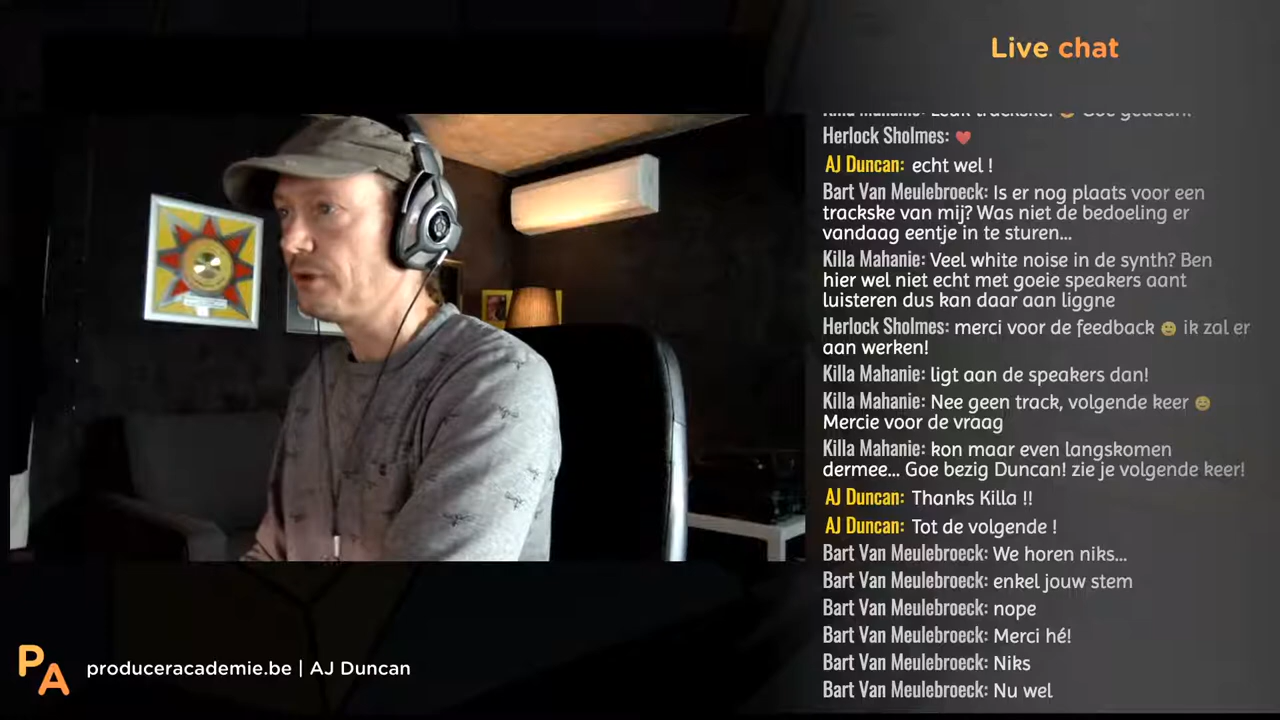 Live chat
Herlock Sholmes: ❤
AJ Duncan: echt wel !
Bart Van Meulebroeck: Is er nog plaats voor een
trackske van mij? Was niet de bedoeling er
vandaag eentje in te sturen...
Killa Mahanie: Veel white noise in de synth? Ben
hier wel niet echt met goeie speakers aant
luisteren dus kan daar aan liggne
Herlock Sholmes: merci voor de feedback 🙂 ik zal er
aan werken!
Killa Mahanie: ligt aan de speakers dan!
Killa Mahanie: Nee geen track, volgende keer 🙂
Mercie voor de vraag
Killa Mahanie: kon maar even langskomen
dermee... Goe bezig Duncan! zie je volgende keer!
AJ Duncan: Thanks Killa !!
AJ Duncan: Tot de volgende !
Bart Van Meulebroeck: We horen niks...
Bart Van Meulebroeck: enkel jouw stem
Bart Van Meulebroeck: nope
Bart Van Meulebroeck: Merci hé!
Bart Van Meulebroeck: Niks
Bart Van Meulebroeck: Nu wel
PA
produceracademie.be | AJ Duncan